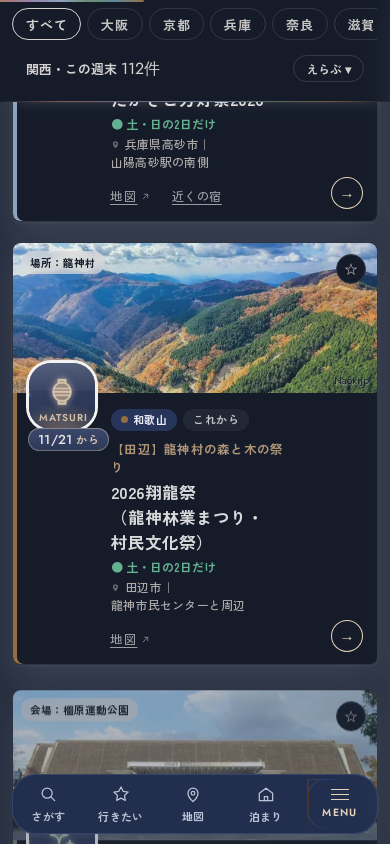 すべて
大阪
京都
兵庫
奈良
滋賀
関西・この週末 112件
えらぶ ▾
土・日の2日だけ
兵庫県高砂市｜
山陽高砂駅の南側
地図 ↗
近くの宿
→
場所：龍神村
☆
Naokijp
MATSURI
11/21 から
和歌山
これから
【田辺】龍神村の森と木の祭
り
2026翔龍祭
（龍神林業まつり・
村民文化祭）
土・日の2日だけ
田辺市｜
龍神市民センターと周辺
地図 ↗
→
会場：橿原運動公園
☆
さがす
行きたい
地図
泊まり
MENU